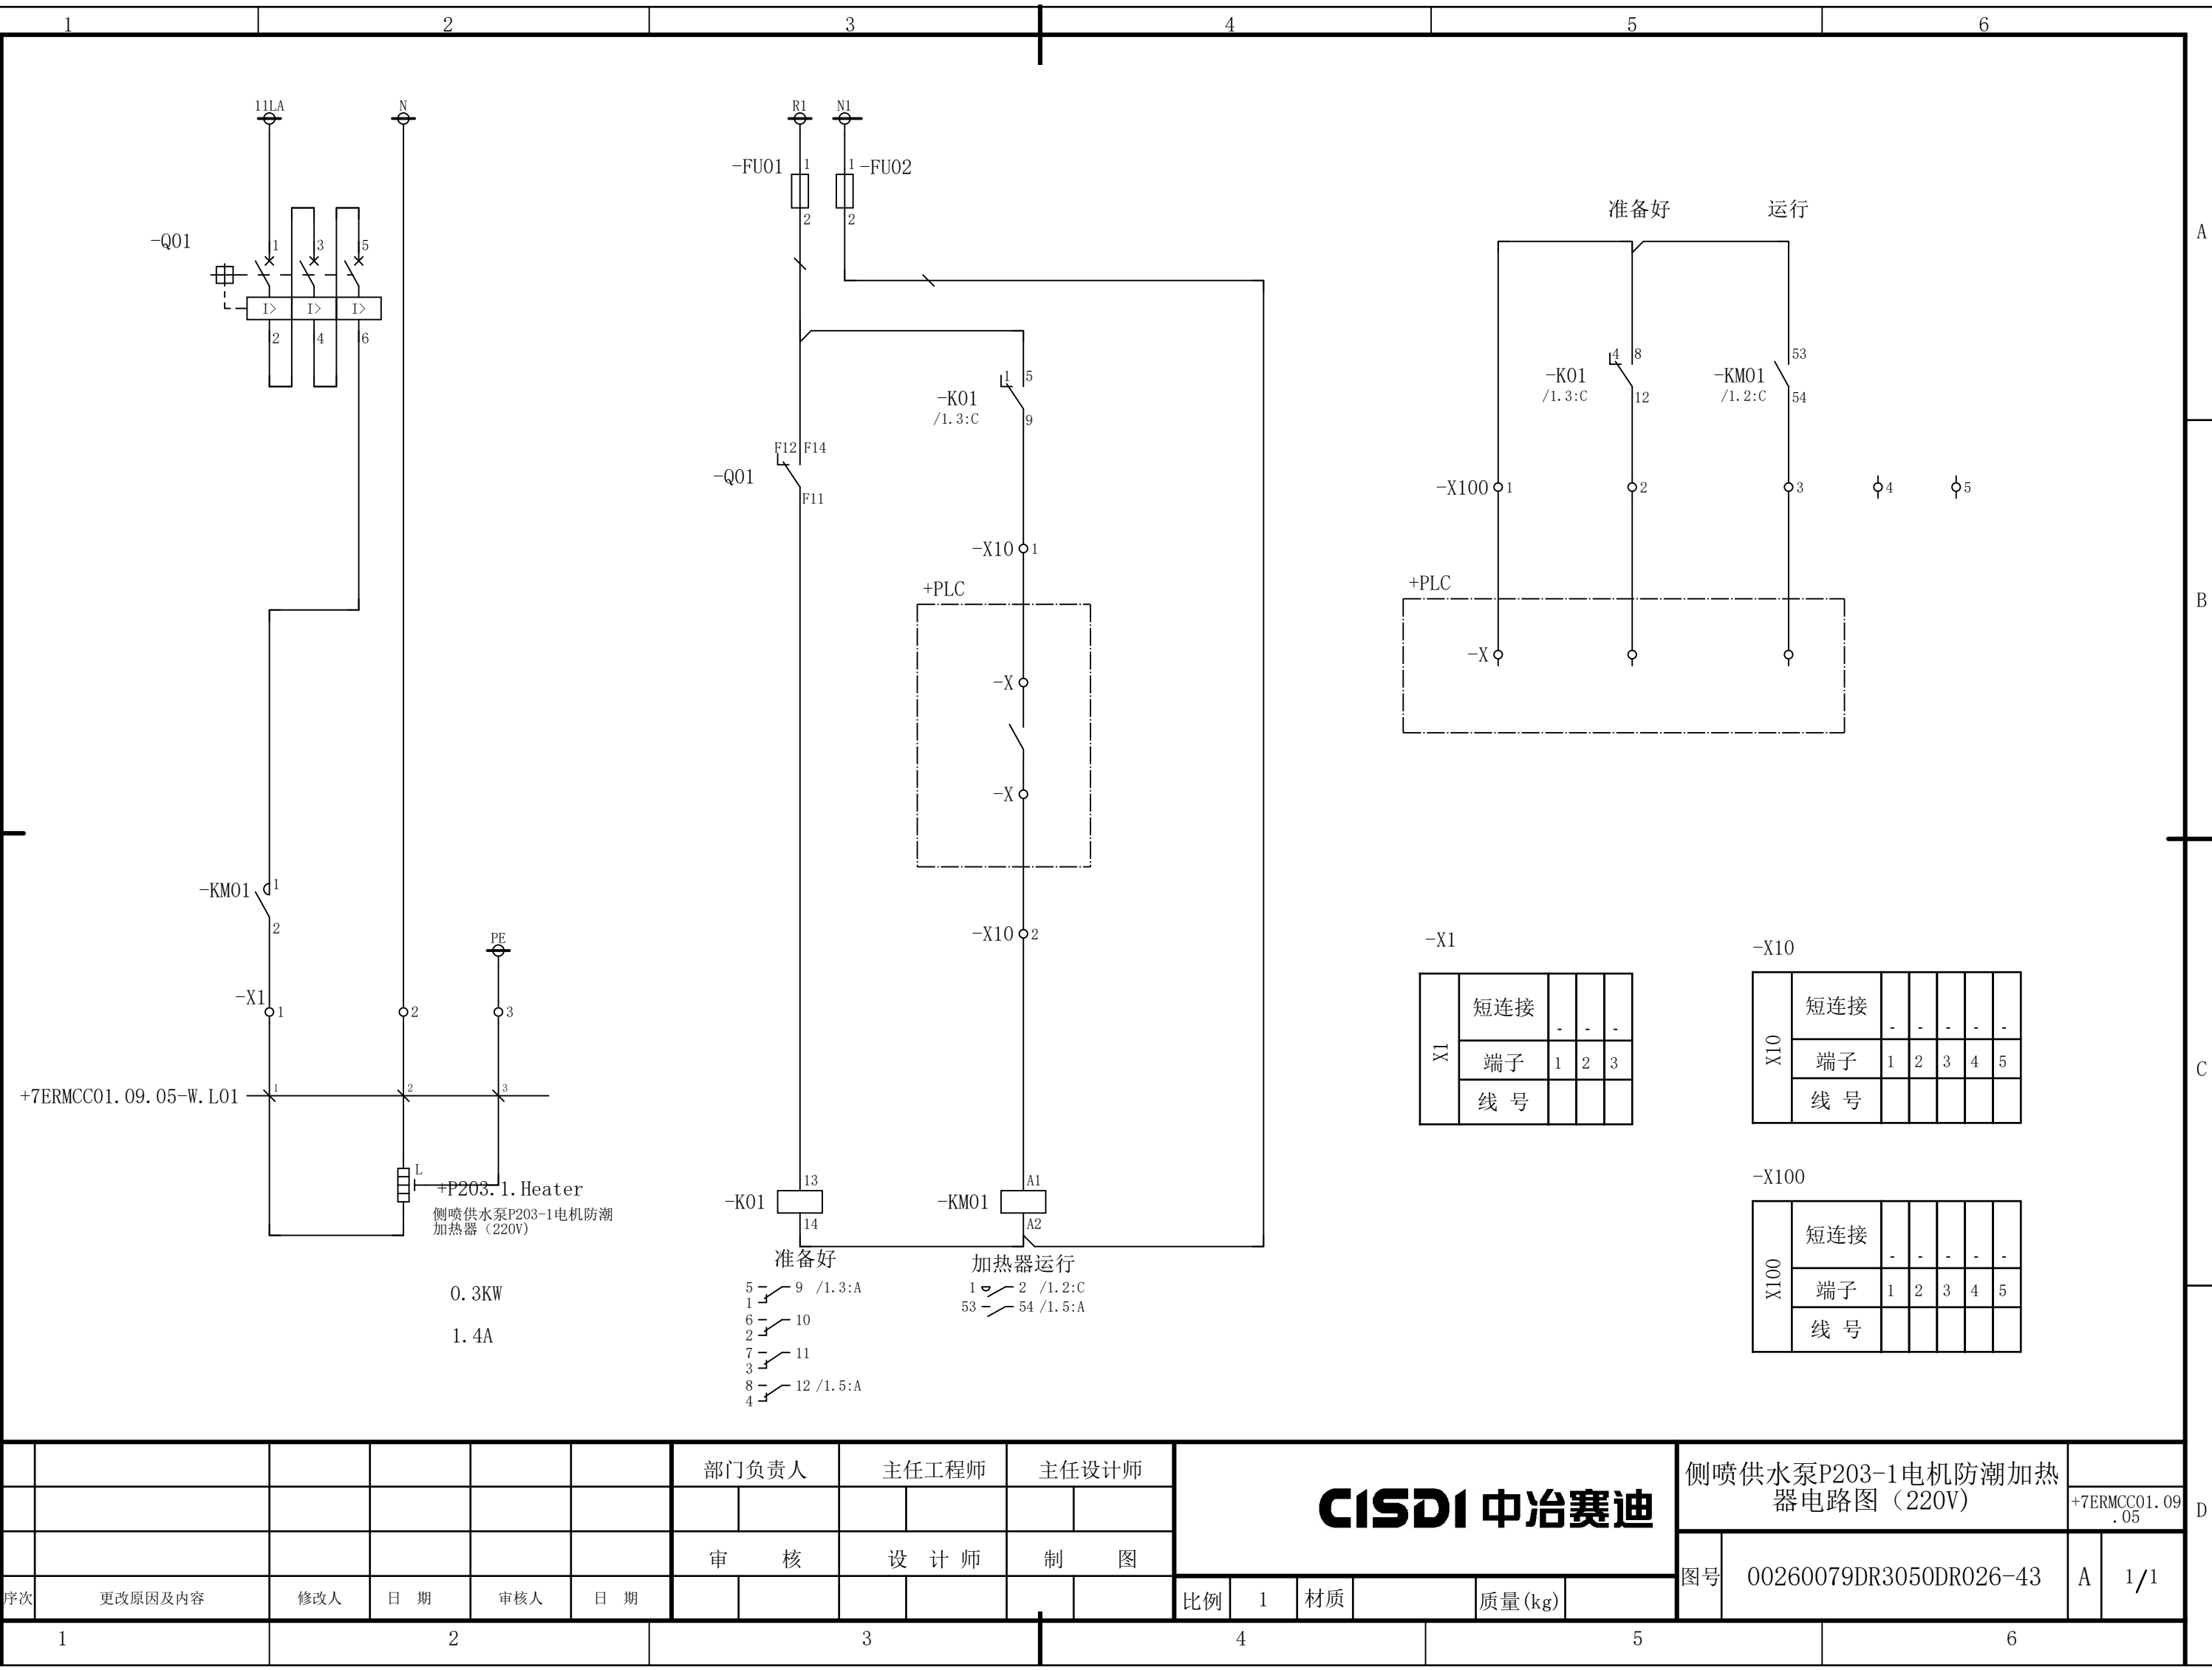 1 2 3 4 5 6
11LA N R1 N1
-FU01 1 1 -FU02
2 2
准备好 运行
A
-Q01 1 3 5
I> I> I>
2 4 6
4 8 53
-K01 -KM01
/1.3:C /1.2:C
12 54
1 5
-K01
/1.3:C
9
F12 F14
-Q01
F11
-X100 1 2 3 4 5
-X10 1
+PLC
+PLC
B
-X
-X
-X
-KM01 1
2
-X10 2
PE
-X1
1 2 3
-X1
X1
短连接 - - -
端子 1 2 3
线 号
-X10
X10
短连接 - - - - -
端子 1 2 3 4 5
线 号
C
+7ERMCC01.09.05-W.L01 1 2 3
L
+P203.1.Heater
侧喷供水泵P203-1电机防潮
加热器（220V)
0.3KW
1.4A
-K01 13
14
-KM01 A1
A2
准备好
5 9 /1.3:A
1
6 10
2
7 11
3
8 12 /1.5:A
4
加热器运行
1 2 /1.2:C
53 54 /1.5:A
-X100
X100
短连接 - - - - -
端子 1 2 3 4 5
线 号
部门负责人 主任工程师 主任设计师
审 核 设 计 师 制 图
序次 更改原因及内容 修改人 日 期 审核人 日 期
CISDI 中冶赛迪
比例 1 材质 质量(kg)
侧喷供水泵P203-1电机防潮加热
器电路图（220V)
+7ERMCC01.09
.05
D
图号 00260079DR3050DR026-43 A 1/1
1 2 3 4 5 6